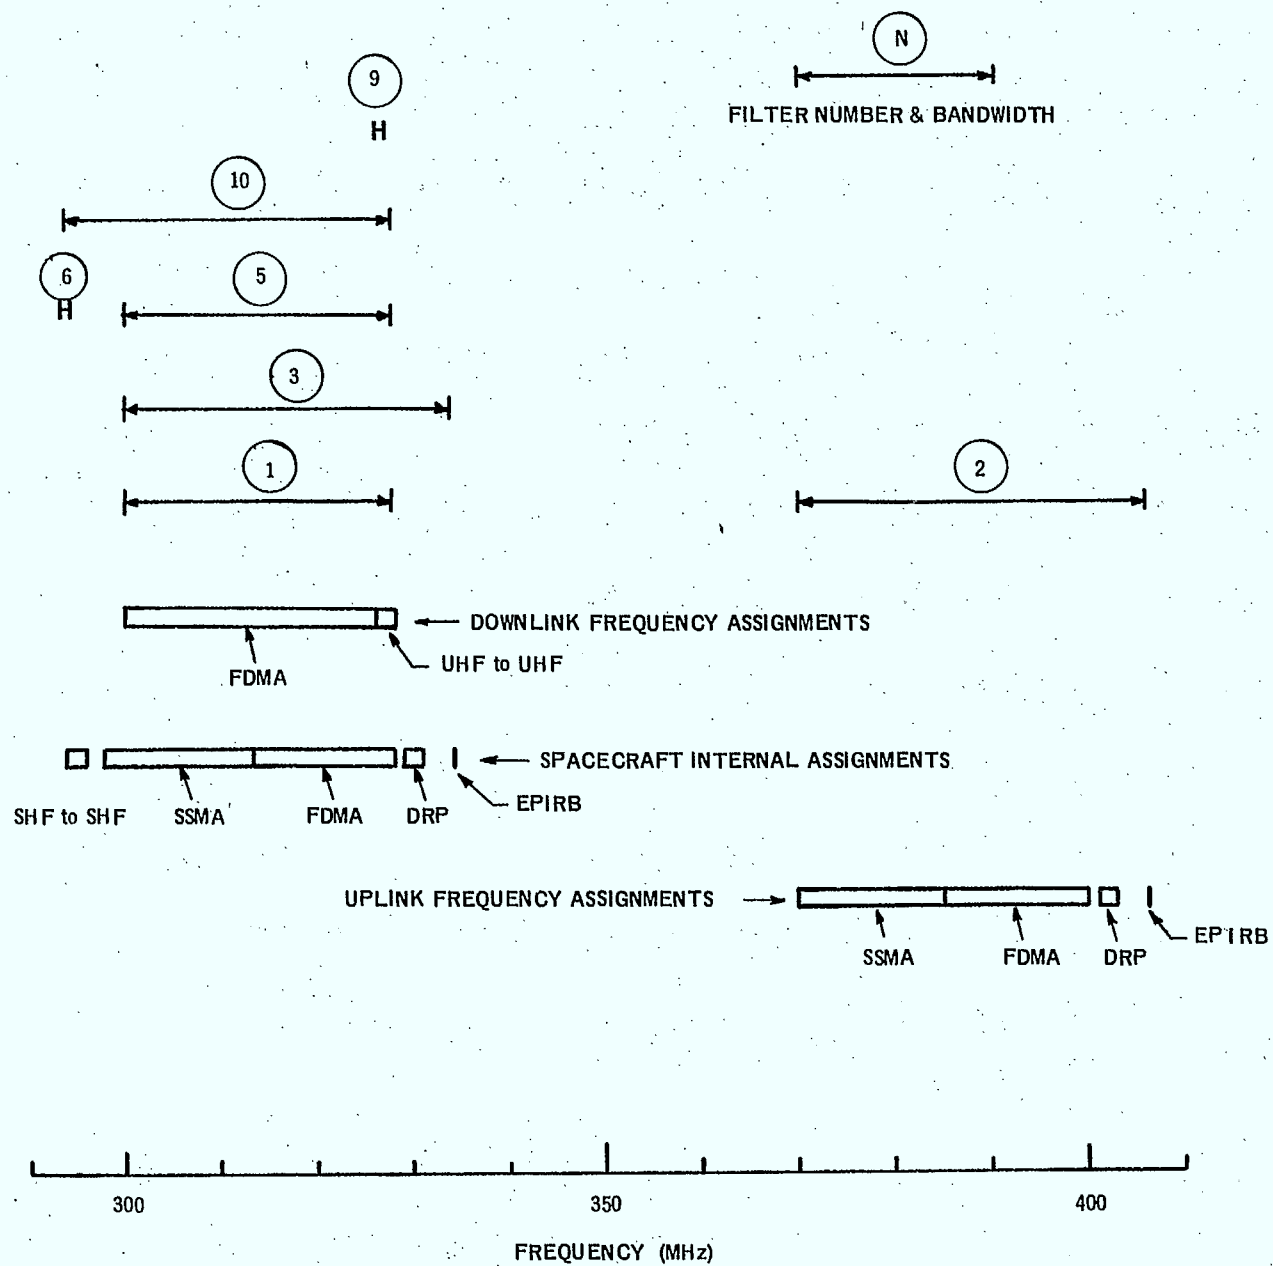 N
9
FILTER NUMBER & BANDWIDTH
H
10
6
H
5
3
1
2
DOWNLINK FREQUENCY ASSIGNMENTS
UHF to UHF
FDMA
SPACECRAFT INTERNAL ASSIGNMENTS
EPIRB
SHF to SHF SSMA FDMA DRP
UPLINK FREQUENCY ASSIGNMENTS
EPIRB
SSMA FDMA DRP
300 350 400
FREQUENCY (MHz)